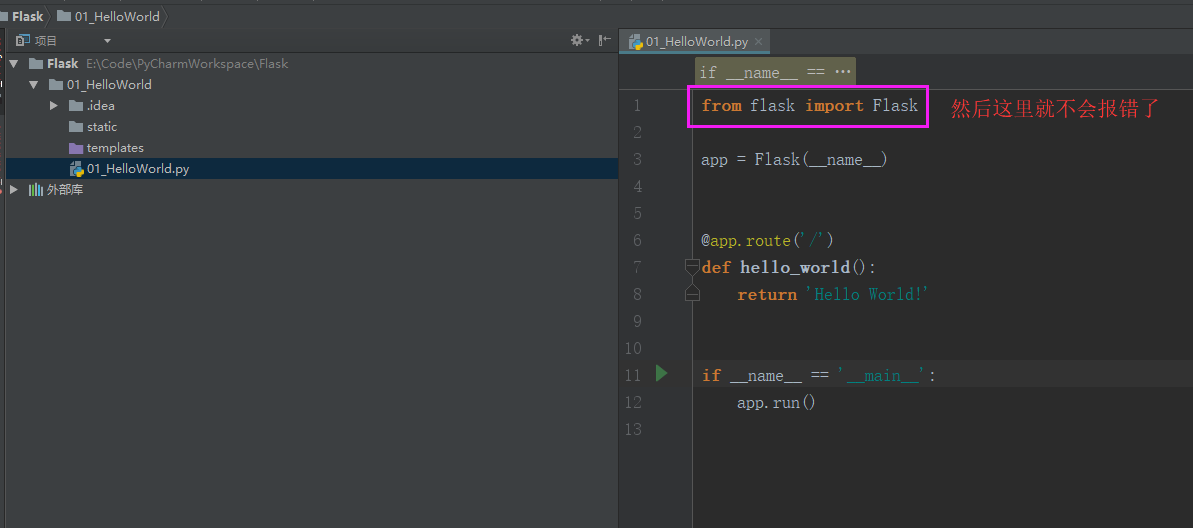 Flask 01_HelloWorld
项目
Flask E:\Code\PyCharmWorkspace\Flask
01_HelloWorld
.idea
static
templates
01_HelloWorld.py
外部库
01_HelloWorld.py ×
if __name__ == ...
1 from flask import Flask 然后这里就不会报错了
2
3 app = Flask(__name__)
4
5
6 @app.route('/')
7 def hello_world():
8 return 'Hello World!'
9
10
11 if __name__ == '__main__':
12 app.run()
13